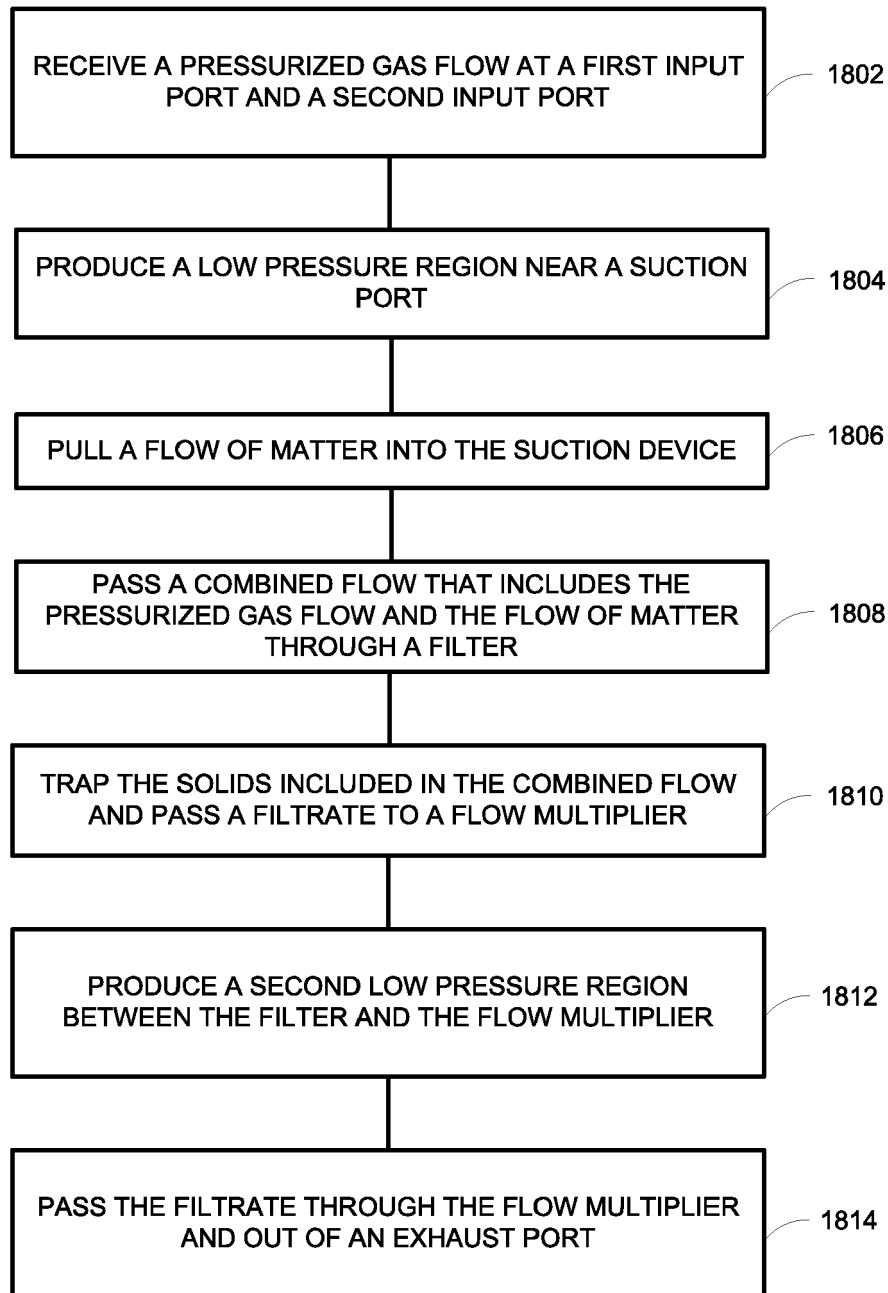 RECEIVE A PRESSURIZED GAS FLOW AT A FIRST INPUT
PORT AND A SECOND INPUT PORT
1802
PRODUCE A LOW PRESSURE REGION NEAR A SUCTION
PORT
1804
PULL A FLOW OF MATTER INTO THE SUCTION DEVICE
1806
PASS A COMBINED FLOW THAT INCLUDES THE
PRESSURIZED GAS FLOW AND THE FLOW OF MATTER
THROUGH A FILTER
1808
TRAP THE SOLIDS INCLUDED IN THE COMBINED FLOW
AND PASS A FILTRATE TO A FLOW MULTIPLIER
1810
PRODUCE A SECOND LOW PRESSURE REGION
BETWEEN THE FILTER AND THE FLOW MULTIPLIER
1812
PASS THE FILTRATE THROUGH THE FLOW MULTIPLIER
AND OUT OF AN EXHAUST PORT
1814